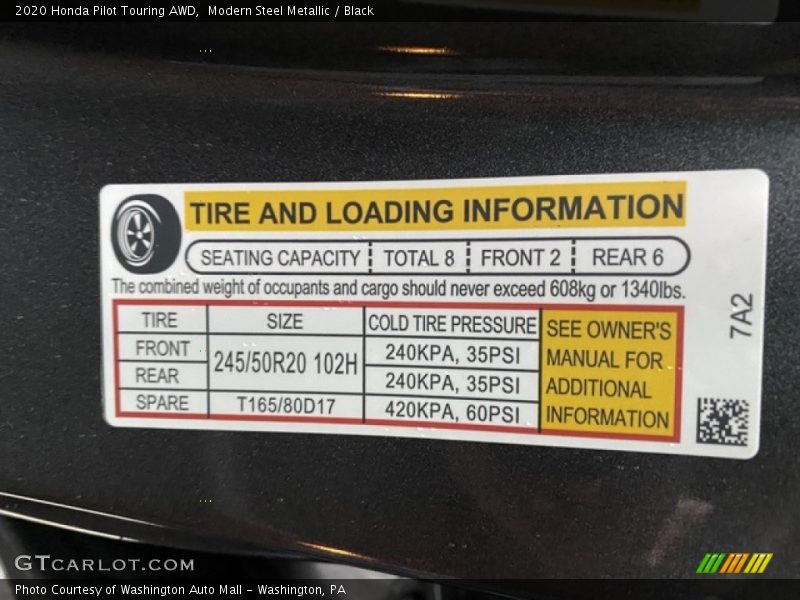 2020 Honda Pilot Touring AWD,  Modern Steel Metallic / Black
TIRE AND LOADING INFORMATION
SEATING CAPACITY TOTAL 8 FRONT 2 REAR 6
The combined weight of occupants and cargo should never exceed 608kg or 1340lbs.
TIRE SIZE COLD TIRE PRESSURE
FRONT 245/50R20 102H 240KPA, 35PSI
REAR 240KPA, 35PSI
SPARE T165/80D17 420KPA, 60PSI
SEE OWNER'S
MANUAL FOR
ADDITIONAL
INFORMATION
7A2
GTCARLOT.COM
Photo Courtesy of Washington Auto Mall - Washington, PA